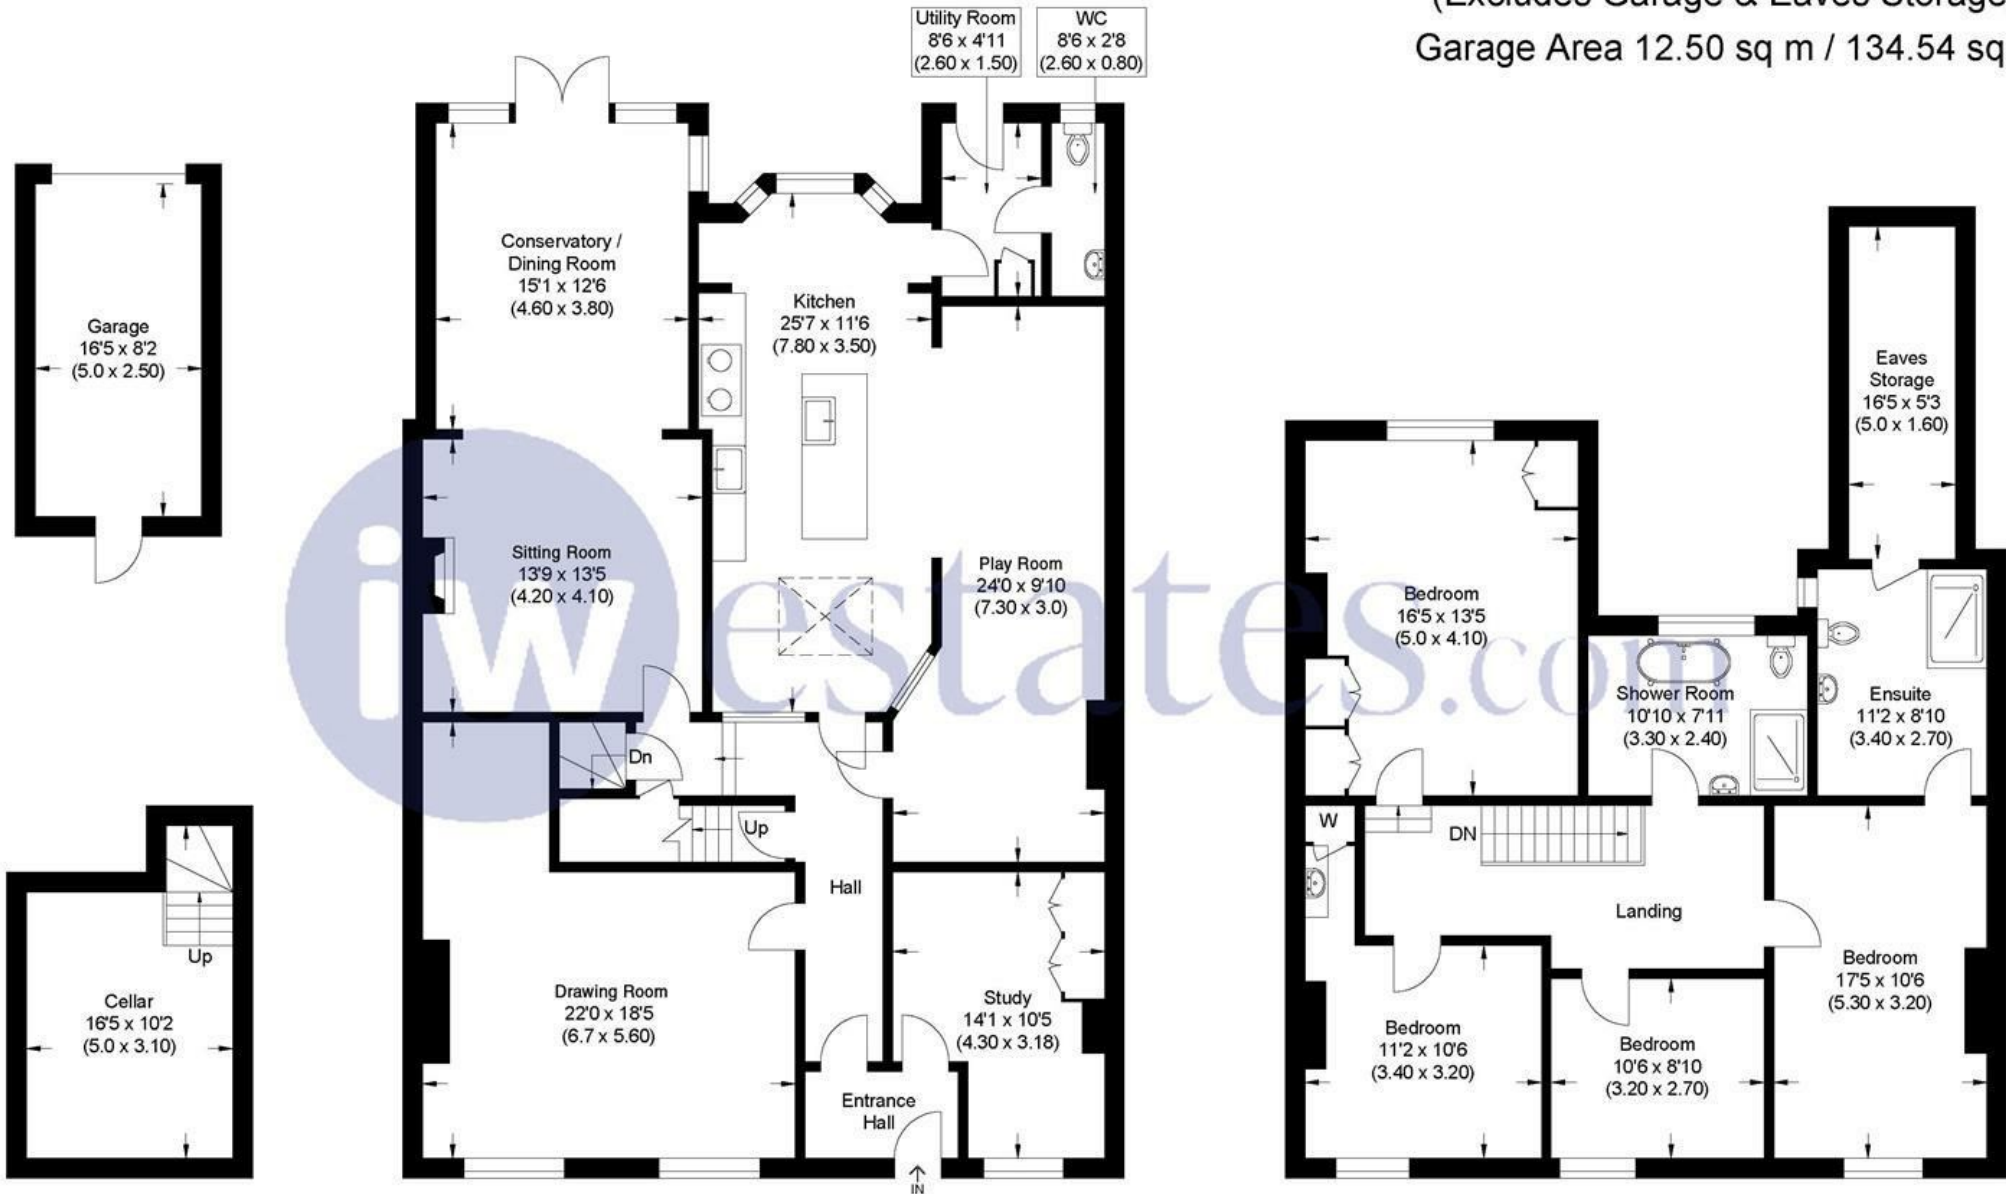 (Excludes Garage & Eaves Storage
Garage Area 12.50 sq m / 134.54 sq
Utility Room
8'6 x 4'11
(2.60 x 1.50)
WC
8'6 x 2'8
(2.60 x 0.80)
Conservatory /
Dining Room
15'1 x 12'6
(4.60 x 3.80)
Kitchen
25'7 x 11'6
(7.80 x 3.50)
Garage
16'5 x 8'2
(5.0 x 2.50)
Eaves
Storage
16'5 x 5'3
(5.0 x 1.60)
Sitting Room
13'9 x 13'5
(4.20 x 4.10)
Play Room
24'0 x 9'10
(7.30 x 3.0)
Bedroom
16'5 x 13'5
(5.0 x 4.10)
iwestates.com
Shower Room
10'10 x 7'11
(3.30 x 2.40)
Ensuite
11'2 x 8'10
(3.40 x 2.70)
Dn
Up
W
DN
Hall
Landing
Up
Cellar
16'5 x 10'2
(5.0 x 3.10)
Drawing Room
22'0 x 18'5
(6.7 x 5.60)
Study
14'1 x 10'5
(4.30 x 3.18)
Bedroom
17'5 x 10'6
(5.30 x 3.20)
Bedroom
11'2 x 10'6
(3.40 x 3.20)
Bedroom
10'6 x 8'10
(3.20 x 2.70)
Entrance
Hall
IN